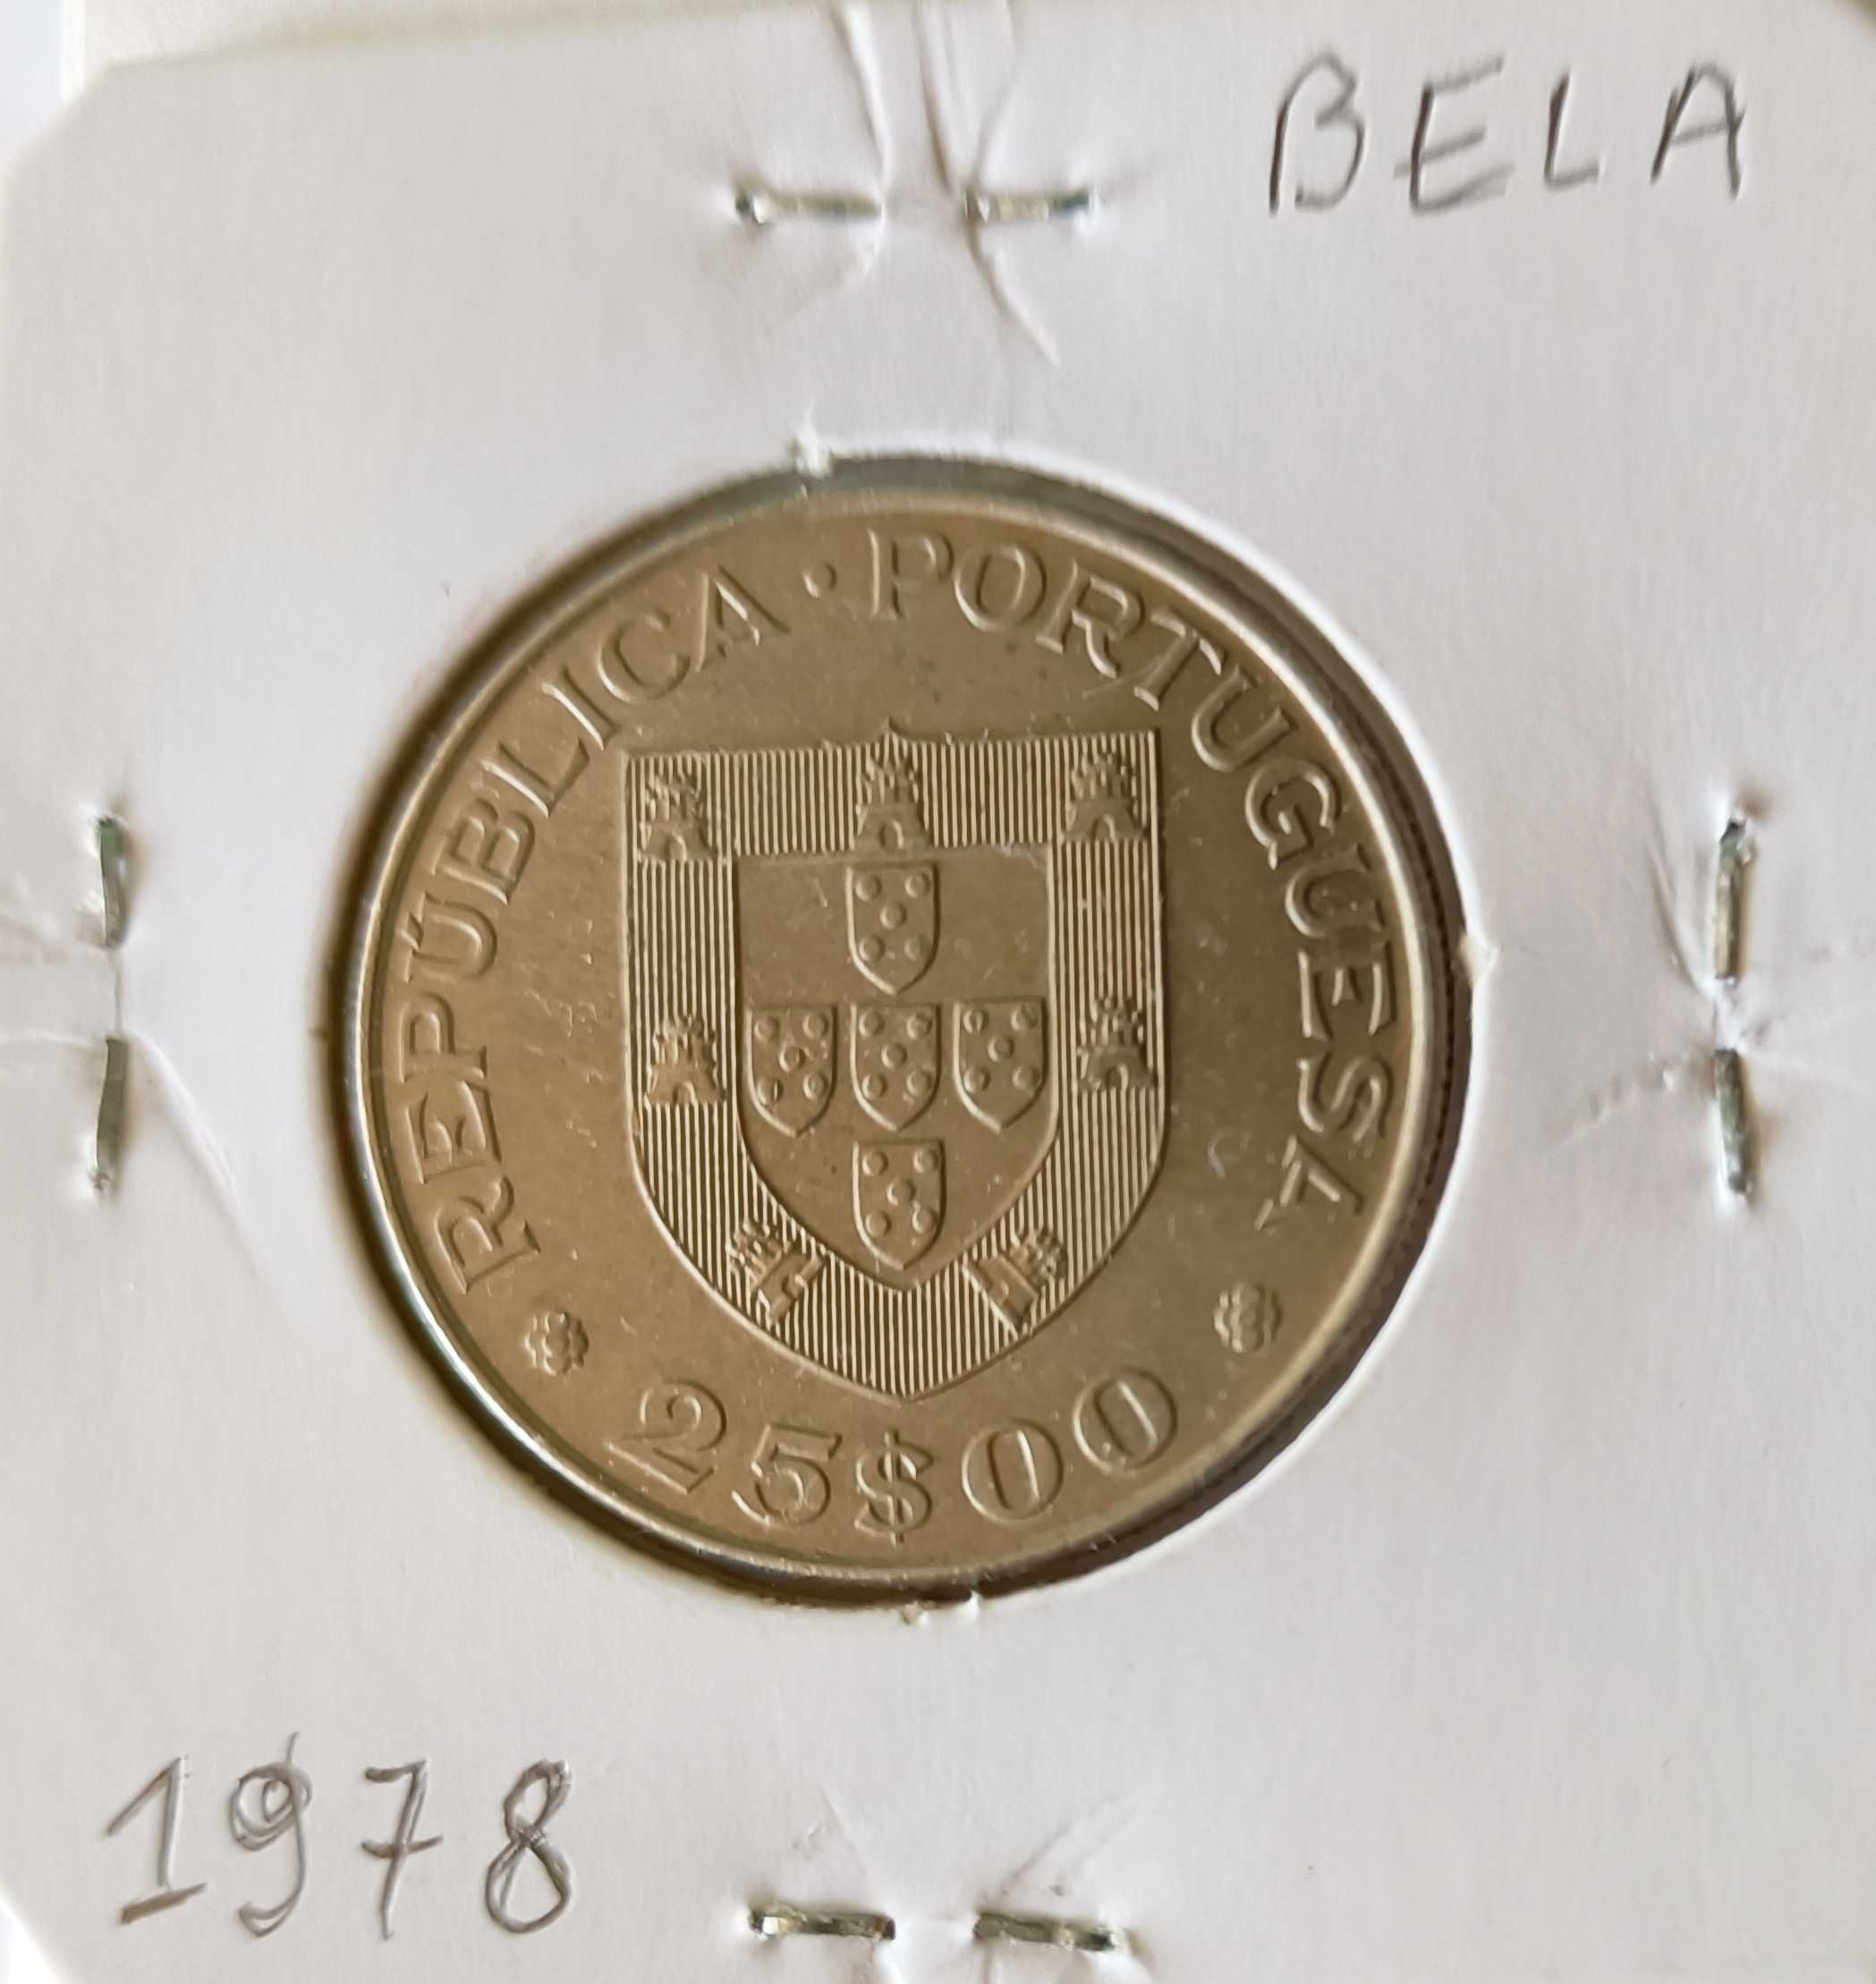 BELA
REPÚBLICA · PORTUGUESA
25$00
1978